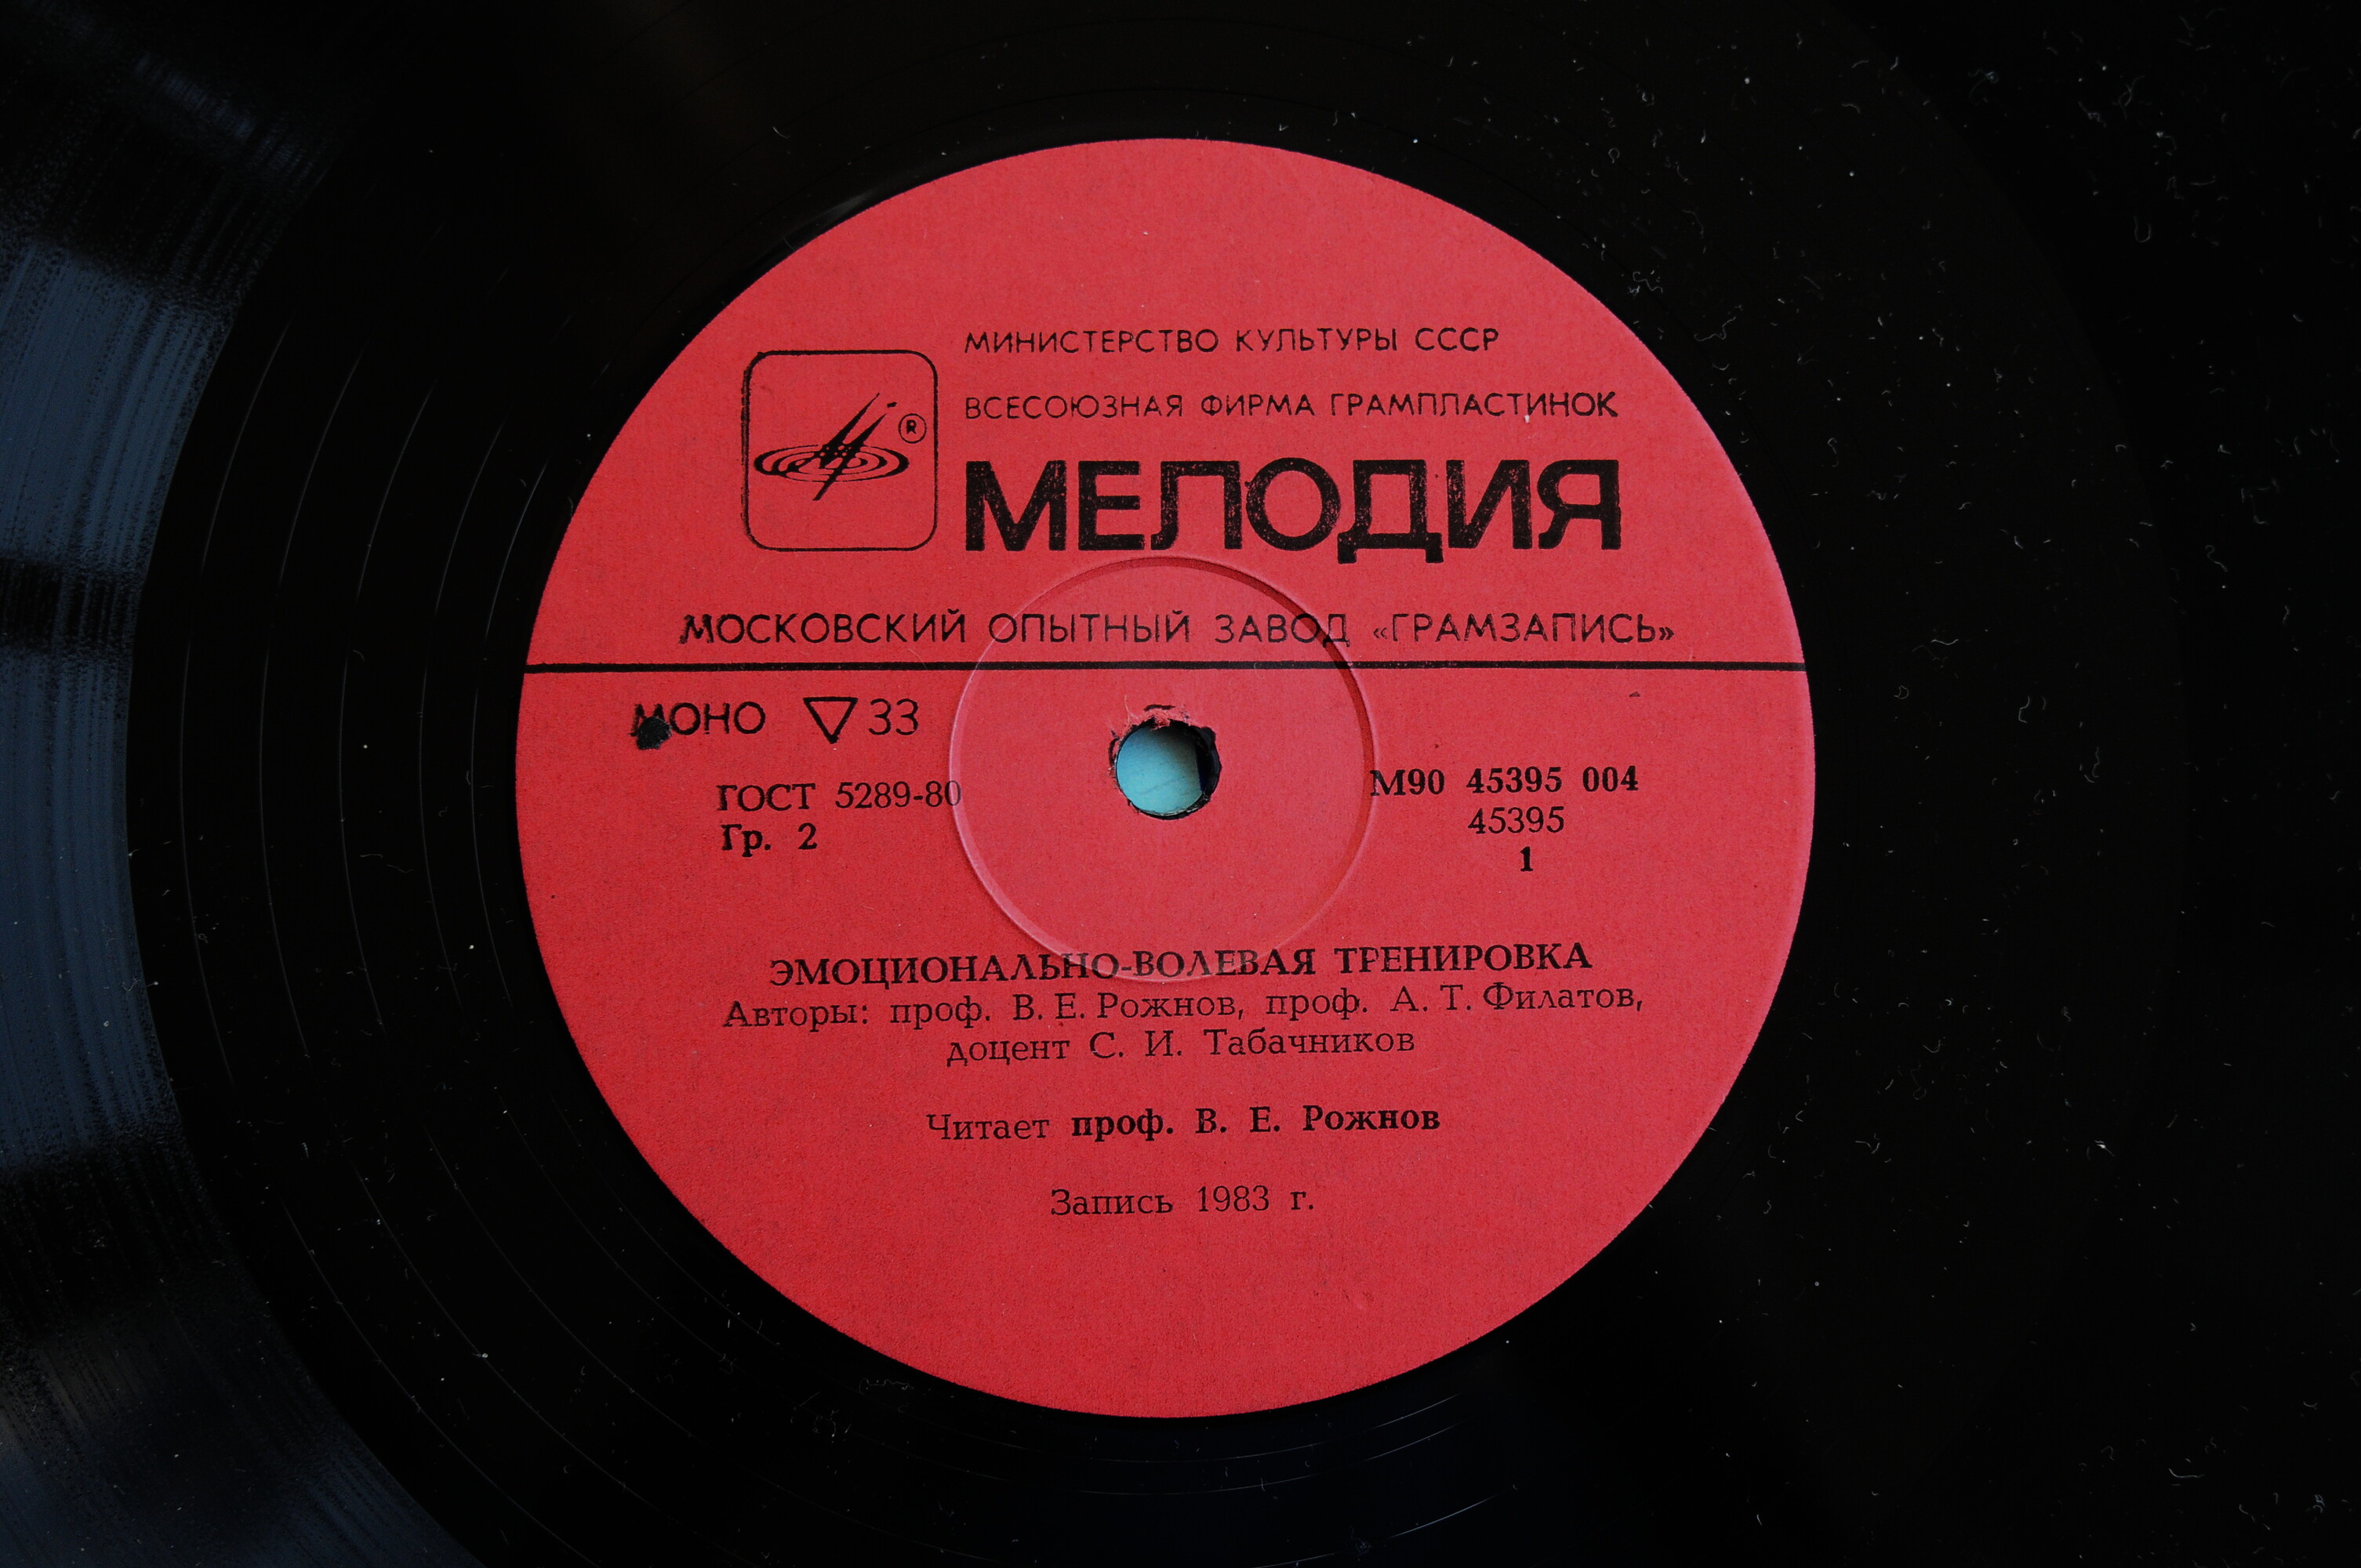 МИНИСТЕРСТВО КУЛЬТУРЫ СССР
ВСЕСОЮЗНАЯ ФИРМА ГРАМПЛАСТИНОК
®
МЕЛОДИЯ
МОСКОВСКИЙ ОПЫТНЫЙ ЗАВОД «ГРАМЗАПИСЬ»
МОНО ▽ 33
ГОСТ 5289-80
Гр. 2
М90 45395 004
45395
1
ЭМОЦИОНАЛЬНО-ВОЛЕВАЯ ТРЕНИРОВКА
Авторы: проф. В. Е. Рожнов, проф. А. Т. Филатов,
доцент С. И. Табачников
Читает проф. В. Е. Рожнов
Запись 1983 г.